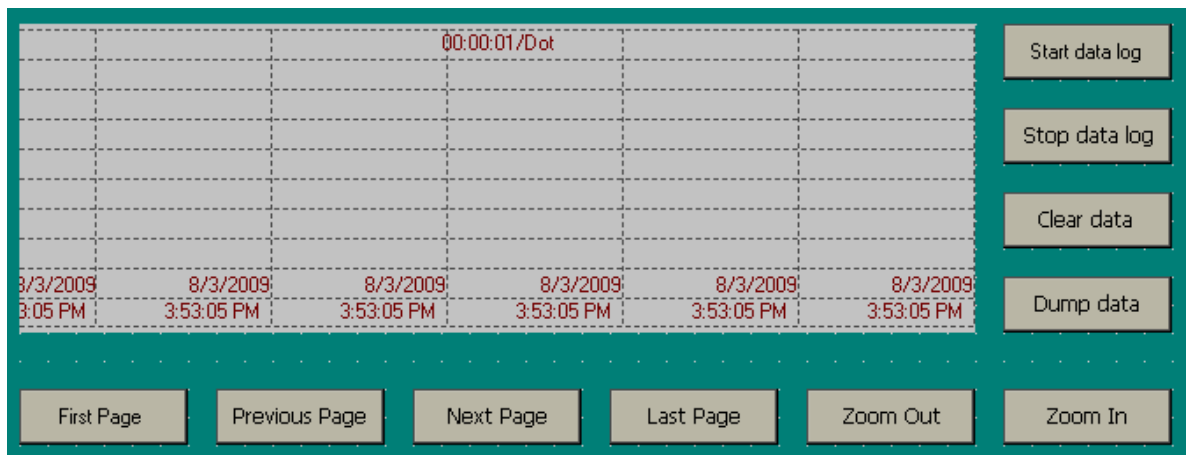 00:00:01/Dot
Start data log
Stop data log
Clear data
/3/2009 8/3/2009 8/3/2009 8/3/2009 8/3/2009 8/3/2009
:05 PM 3:53:05 PM 3:53:05 PM 3:53:05 PM 3:53:05 PM 3:53:05 PM
Dump data
First Page Previous Page Next Page Last Page Zoom Out Zoom In